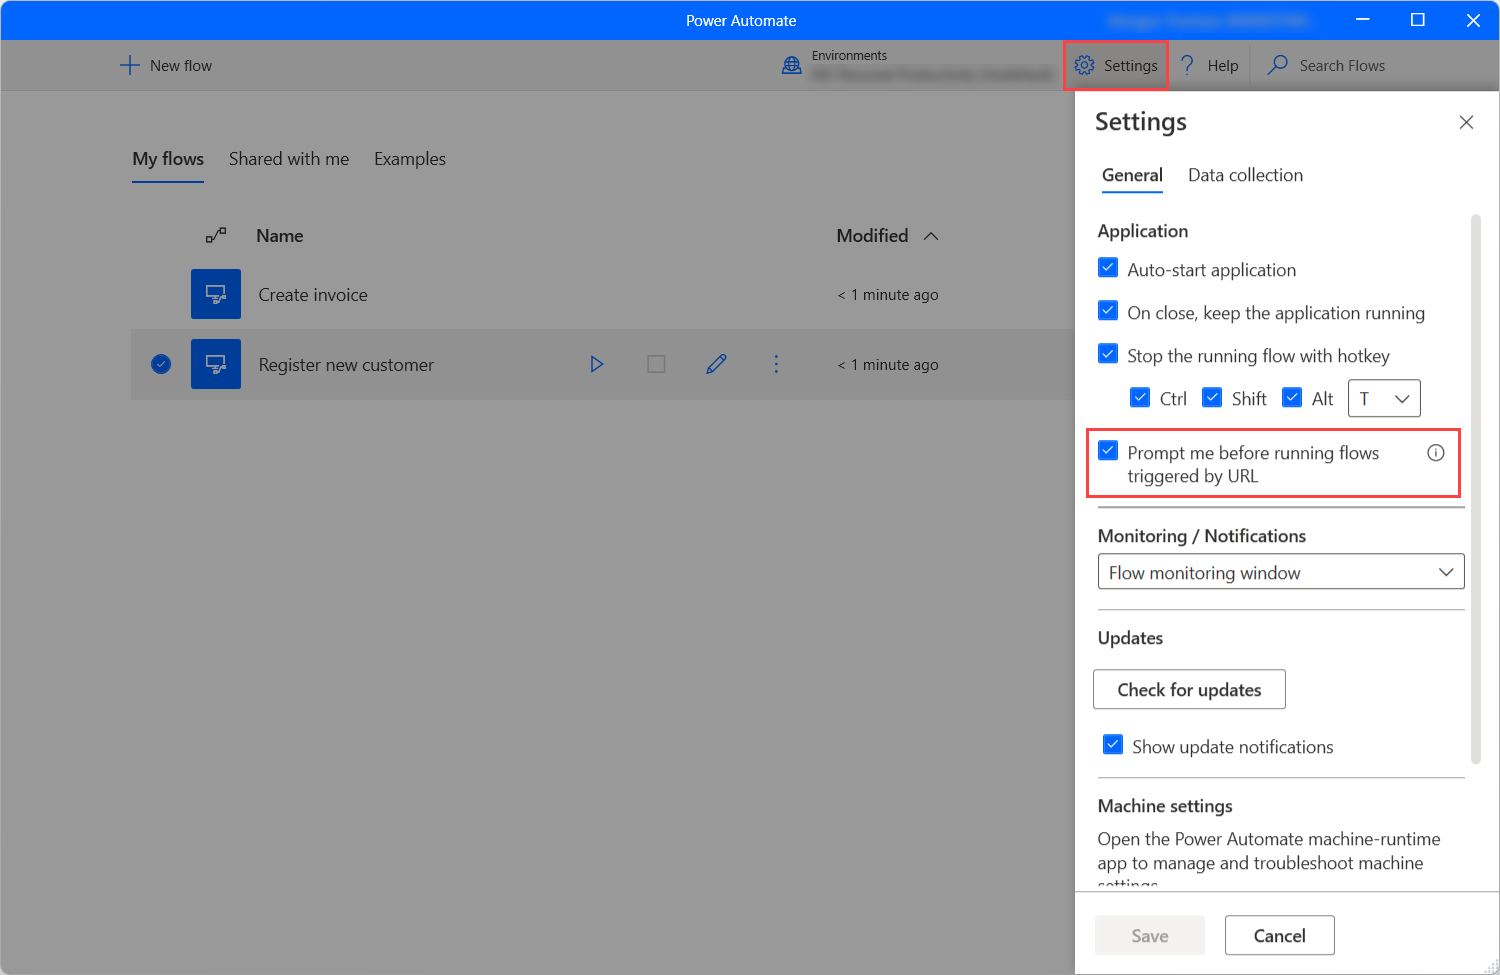 Power Automate
New flow
Environments
Settings
Help
Search Flows
My flows
Shared with me
Examples
Name
Modified
Create invoice
< 1 minute ago
Register new customer
< 1 minute ago
Settings
General
Data collection
Application
Auto-start application
On close, keep the application running
Stop the running flow with hotkey
Ctrl
Shift
Alt
T
Prompt me before running flows
triggered by URL
Monitoring / Notifications
Flow monitoring window
Updates
Check for updates
Show update notifications
Machine settings
Open the Power Automate machine-runtime
app to manage and troubleshoot machine
settings
Save
Cancel